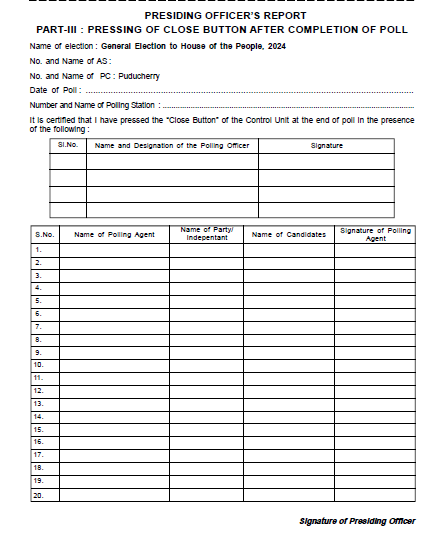 PRESIDING OFFICER'S REPORT
PART-III : PRESSING OF CLOSE BUTTON AFTER COMPLETION OF POLL
Name of election : General Election to House of the People, 2024
No. and Name of AS :
No. and Name of PC : Puducherry
Date of Poll : ........................................................................................................................
Number and Name of Polling Station : ..............................................................................................
It is certified that I have pressed the "Close Button" of the Control Unit at the end of poll in the presence
of the following :
Sl.No. Name and Designation of the Polling Officer Signature
S.No. Name of Polling Agent Name of Party/ Indepentant Name of Candidates Signature of Polling Agent
1.
2.
3.
4.
5.
6.
7.
8.
9.
10.
11.
12.
13.
14.
15.
16.
17.
18.
19.
20.
Signature of Presiding Officer